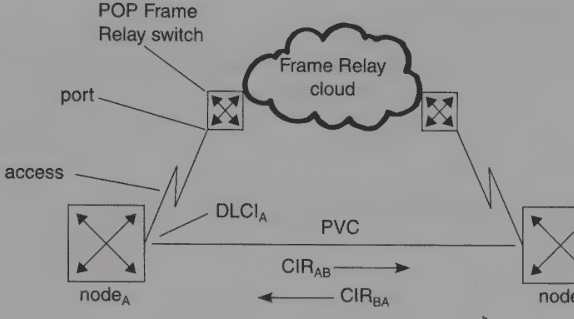 POP Frame
Relay switch
Frame Relay
cloud
port
access
DLCIA
PVC
CIRAB
CIRBA
nodeA
node